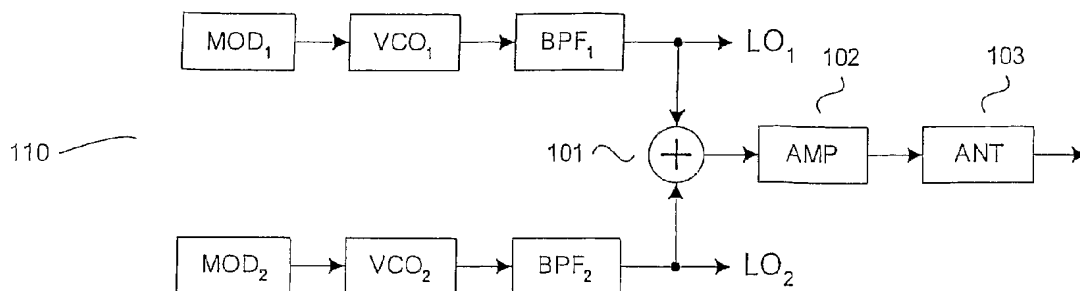 MOD₁ VCO₁ BPF₁ LO₁
102 103
110 101 + AMP ANT
MOD₂ VCO₂ BPF₂ LO₂